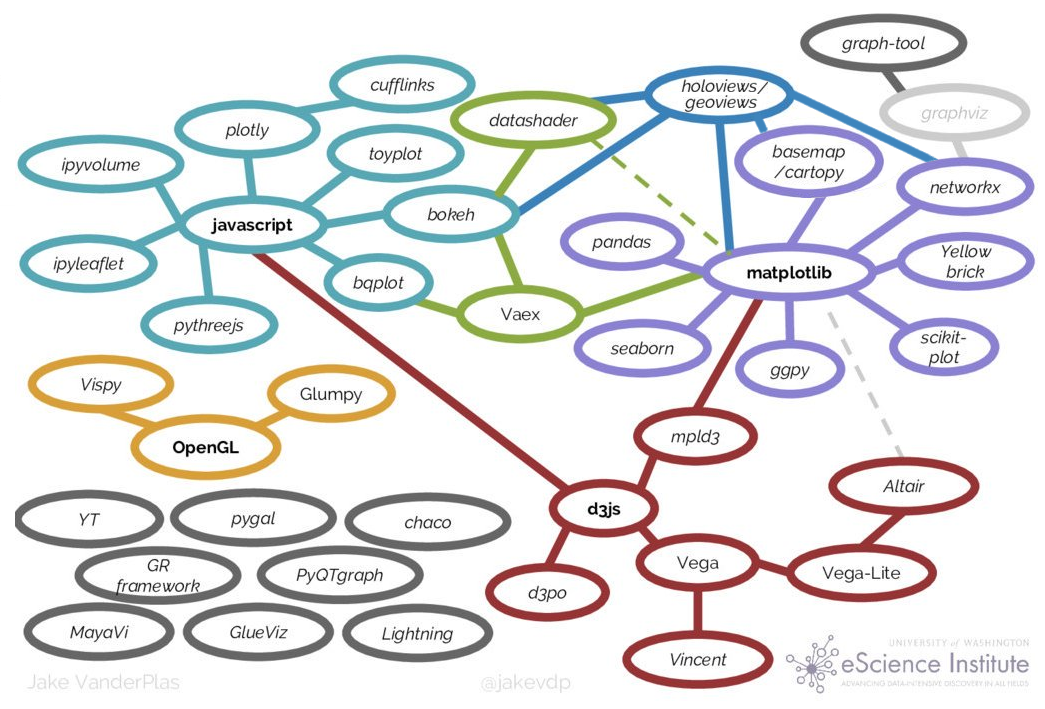 graph-tool
cufflinks
holoviews/
geoviews
graphviz
datashader
plotly
toyplot
basemap
/cartopy
ipyvolume
networkx
javascript
bokeh
pandas
Yellow
brick
ipyleaflet
matplotlib
bqplot
Vaex
pythreejs
seaborn
ggpy
scikit-
plot
Vispy
Glumpy
OpenGL
mpld3
Altair
YT
pygal
chaco
d3js
GR
framework
PyQTgraph
Vega
Vega-Lite
d3po
MayaVi
GlueViz
Lightning
Vincent
UNIVERSITY of WASHINGTON
eScience Institute
ADVANCING DATA-INTENSIVE DISCOVERY IN ALL FIELDS
Jake VanderPlas
@jakevdp